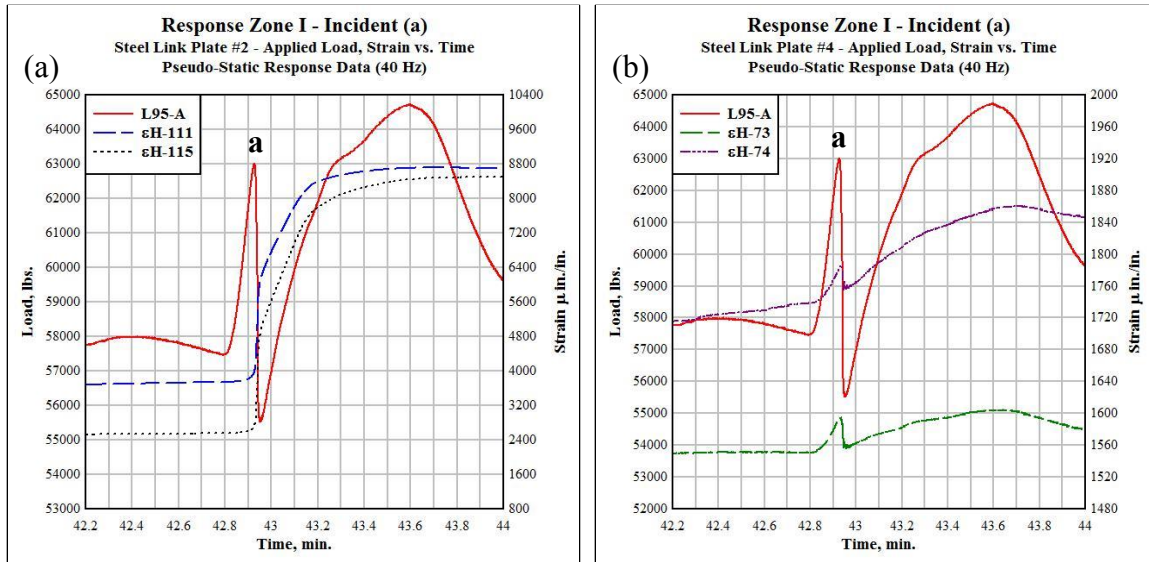 (a)
Response Zone I - Incident (a)
Steel Link Plate #2 - Applied Load, Strain vs. Time
Pseudo-Static Response Data (40 Hz)
L95-A
εH-111
εH-115
a
65000
64000
63000
62000
61000
60000
59000
58000
57000
56000
55000
54000
53000
Load, lbs.
10400
9600
8800
8000
7200
6400
5600
4800
4000
3200
2400
1600
800
Strain μ in./in.
42.2 42.4 42.6 42.8 43 43.2 43.4 43.6 43.8 44
Time, min.
(b)
Response Zone I - Incident (a)
Steel Link Plate #4 - Applied Load, Strain vs. Time
Pseudo-Static Response Data (40 Hz)
L95-A
εH-73
εH-74
a
65000
64000
63000
62000
61000
60000
59000
58000
57000
56000
55000
54000
53000
52000
Load, lbs.
2000
1960
1920
1880
1840
1800
1760
1720
1680
1640
1600
1560
1520
1480
Strain μ in./in.
42.2 42.4 42.6 42.8 43 43.2 43.4 43.6 43.8 44
Time, min.